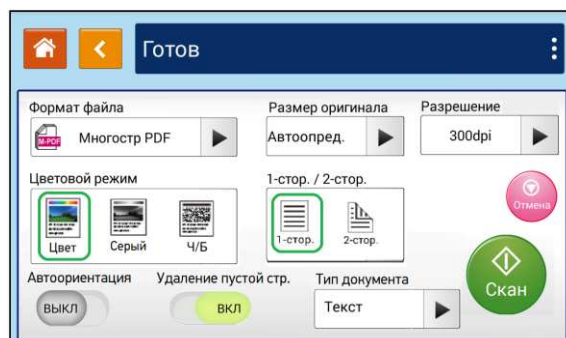 Готов
Формат файла
Размер оригинала
Разрешение
M-PDF Многостр PDF
Автоопред.
300dpi
Цветовой режим
1-стор. / 2-стор.
Цвет
Серый
Ч/Б
1-стор.
2-стор.
Отмена
Автоориентация
Удаление пустой стр.
Тип документа
ВЫКЛ
ВКЛ
Текст
Скан